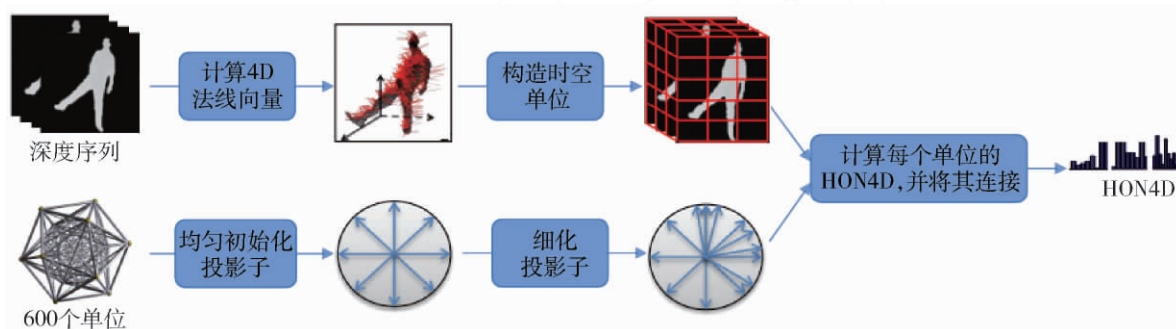 计算4D
法线向量
构造时空
单位
深度序列
计算每个单位的
HON4D,并将其连接
HON4D
均匀初始化
投影子
细化
投影子
600个单位